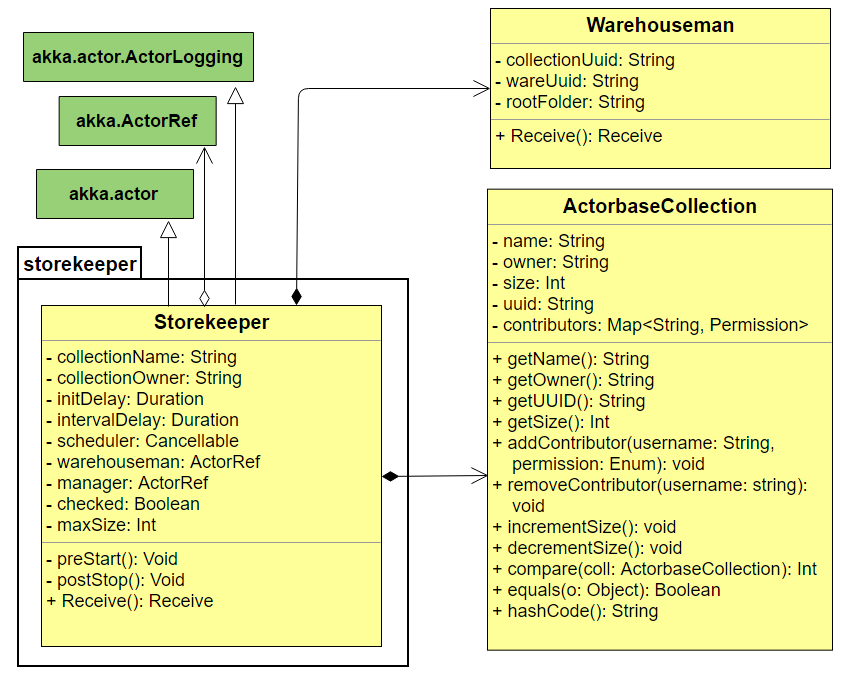 akka.actor.ActorLogging
akka.ActorRef
akka.actor
storekeeper
Storekeeper
- collectionName: String
- collectionOwner: String
- initDelay: Duration
- intervalDelay: Duration
- scheduler: Cancellable
- warehouseman: ActorRef
- manager: ActorRef
- checked: Boolean
- maxSize: Int
- preStart(): Void
- postStop(): Void
+ Receive(): Receive
Warehouseman
- collectionUuid: String
- wareUuid: String
- rootFolder: String
+ Receive(): Receive
ActorbaseCollection
- name: String
- owner: String
- size: Int
- uuid: String
- contributors: Map<String, Permission>
+ getName(): String
+ getOwner(): String
+ getUUID(): String
+ getSize(): Int
+ addContributor(username: String,
permission: Enum): void
+ removeContributor(username: string):
void
+ incrementSize(): void
+ decrementSize(): void
+ compare(coll: ActorbaseCollection): Int
+ equals(o: Object): Boolean
+ hashCode(): String